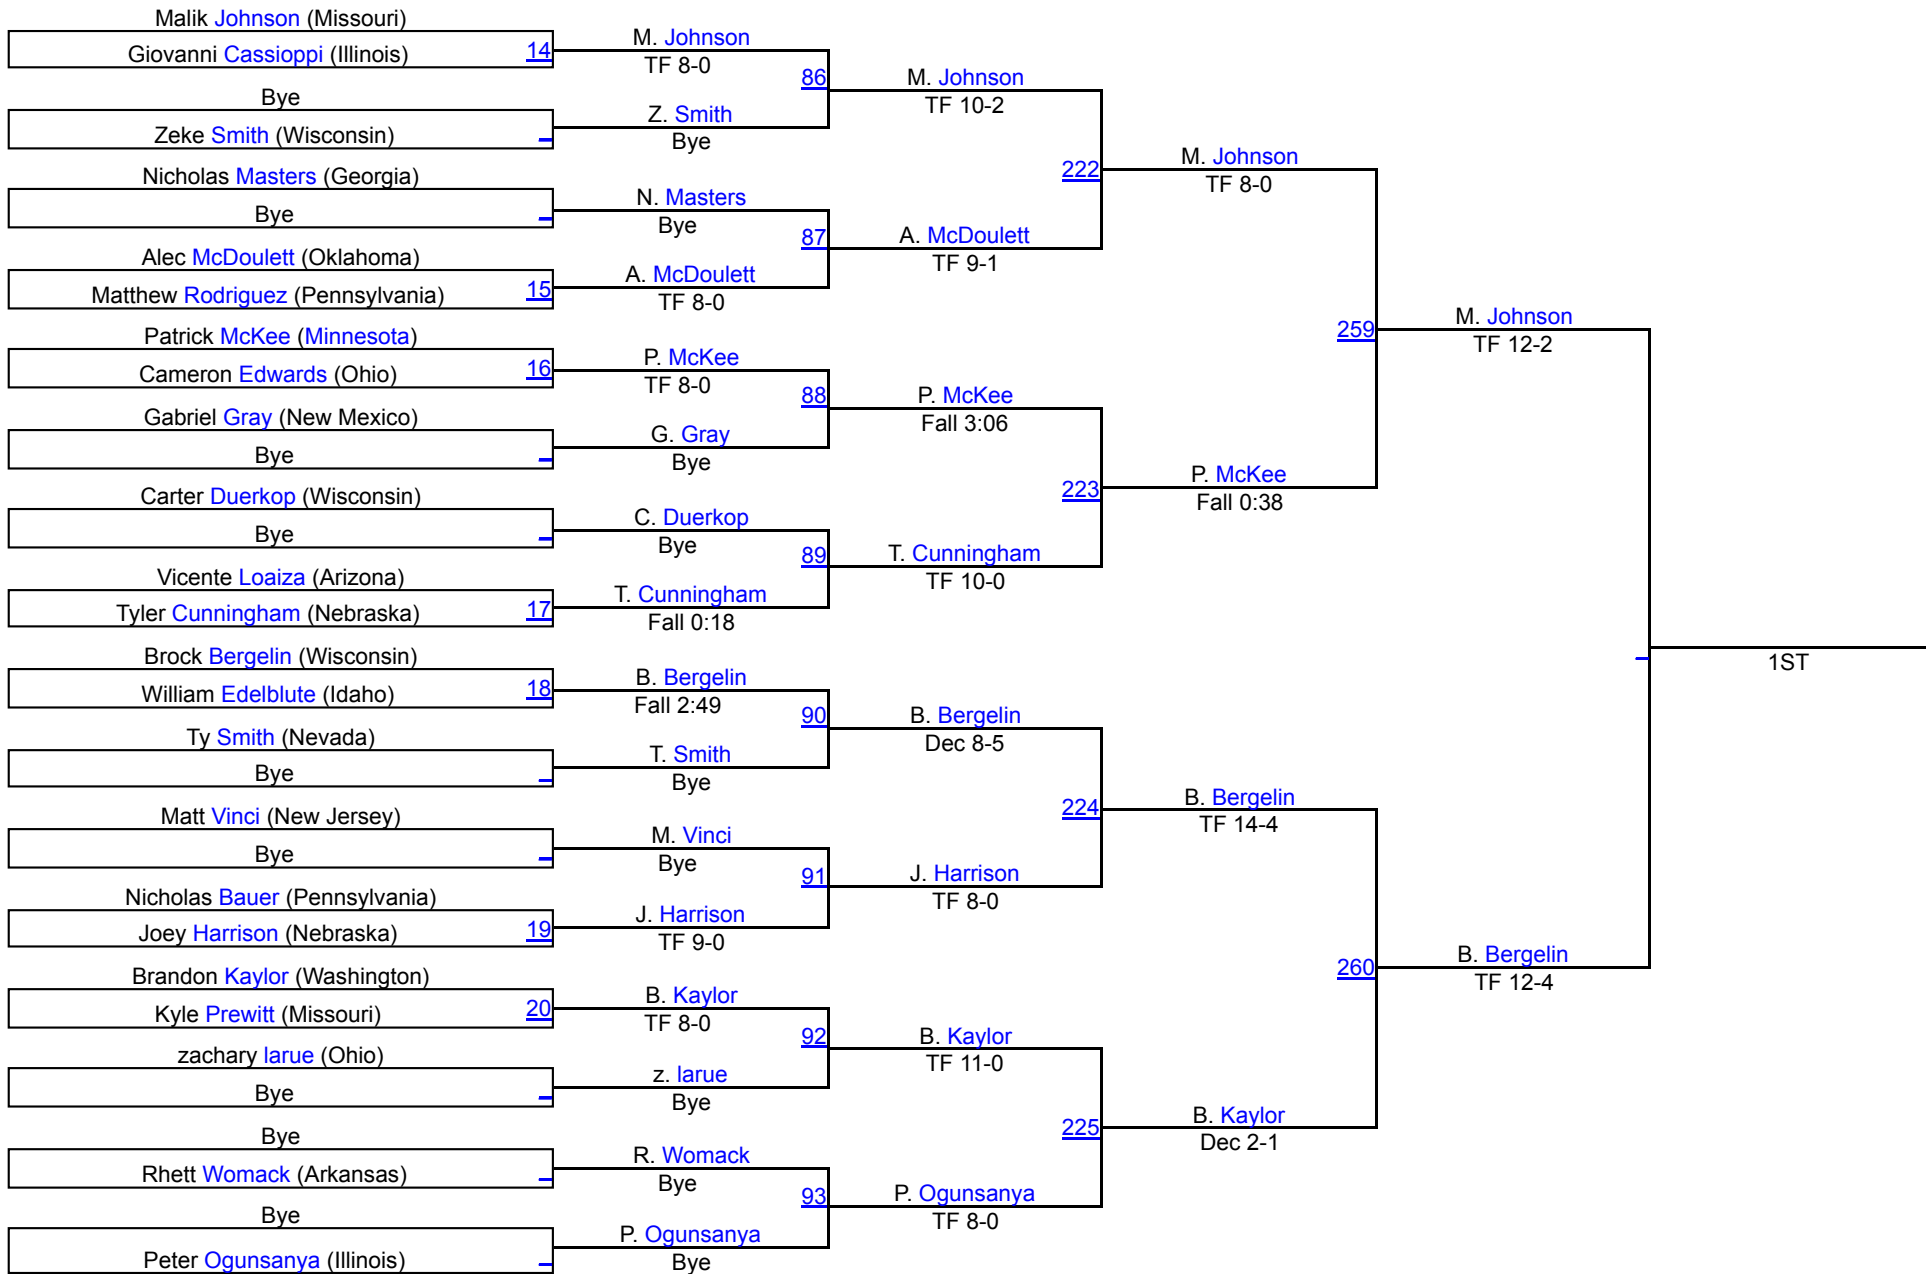 Malik Johnson (Missouri)
Giovanni Cassioppi (Illinois) 14
Bye
Zeke Smith (Wisconsin)
Nicholas Masters (Georgia)
Bye
Alec McDoulett (Oklahoma)
Matthew Rodriguez (Pennsylvania) 15
Patrick McKee (Minnesota)
Cameron Edwards (Ohio) 16
Gabriel Gray (New Mexico)
Bye
Carter Duerkop (Wisconsin)
Bye
Vicente Loaiza (Arizona)
Tyler Cunningham (Nebraska) 17
Brock Bergelin (Wisconsin)
William Edelblute (Idaho) 18
Ty Smith (Nevada)
Bye
Matt Vinci (New Jersey)
Bye
Nicholas Bauer (Pennsylvania)
Joey Harrison (Nebraska) 19
Brandon Kaylor (Washington)
Kyle Prewitt (Missouri) 20
zachary larue (Ohio)
Bye
Bye
Rhett Womack (Arkansas)
Bye
Peter Ogunsanya (Illinois)
M. Johnson
TF 8-0
86
Z. Smith
Bye
N. Masters
Bye
87
A. McDoulett
TF 8-0
P. McKee
TF 8-0
88
G. Gray
Bye
C. Duerkop
Bye
89
T. Cunningham
Fall 0:18
B. Bergelin
Fall 2:49
90
T. Smith
Bye
M. Vinci
Bye
91
J. Harrison
TF 9-0
B. Kaylor
TF 8-0
92
z. larue
Bye
R. Womack
Bye
93
P. Ogunsanya
Bye
M. Johnson
TF 10-2
222
A. McDoulett
TF 9-1
P. McKee
Fall 3:06
223
T. Cunningham
TF 10-0
B. Bergelin
Dec 8-5
224
J. Harrison
TF 8-0
B. Kaylor
TF 11-0
225
P. Ogunsanya
TF 8-0
M. Johnson
TF 8-0
259
P. McKee
Fall 0:38
B. Bergelin
TF 14-4
260
B. Kaylor
Dec 2-1
M. Johnson
TF 12-2
B. Bergelin
TF 12-4
1ST